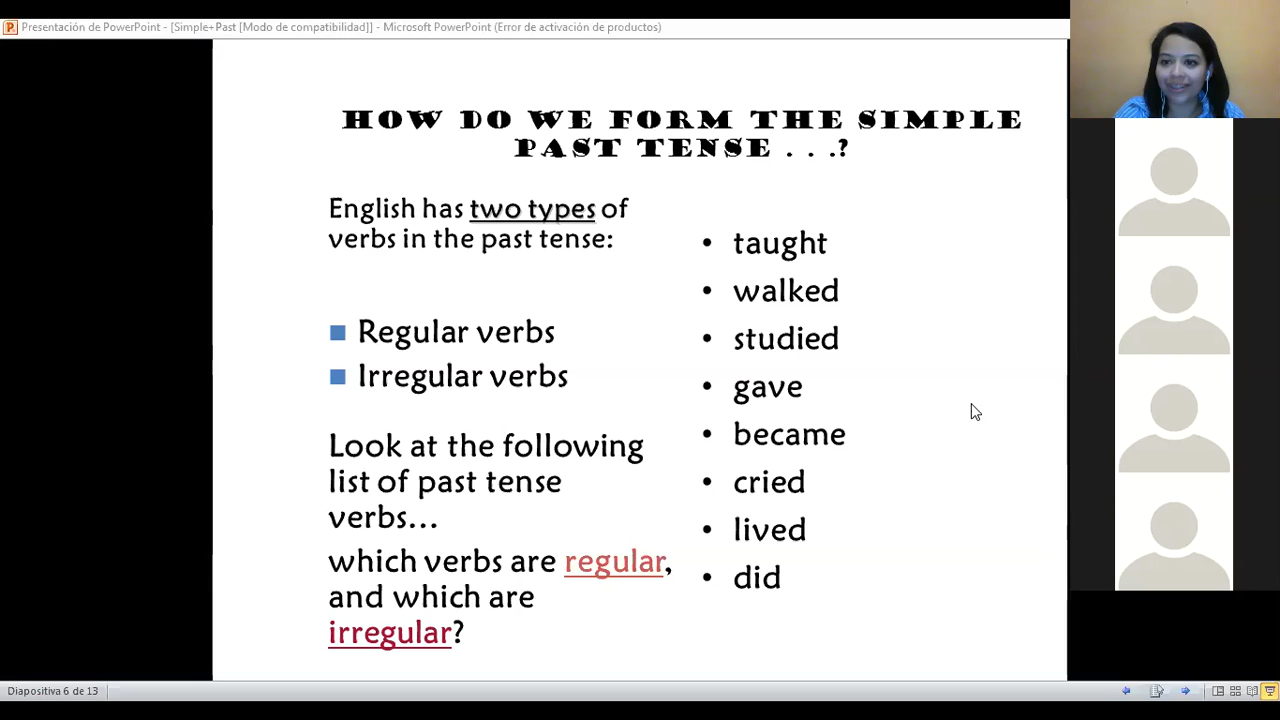 Presentación de PowerPoint - [Simple+Past [Modo de compatibilidad]] - Microsoft PowerPoint (Error de activación de productos)
HOW DO WE FORM THE SIMPLE
PAST TENSE . . .?
English has two types of
verbs in the past tense:
Regular verbs
Irregular verbs
Look at the following
list of past tense
verbs...
which verbs are regular,
and which are
irregular?
• taught
• walked
• studied
• gave
• became
• cried
• lived
• did
Diapositiva 6 de 13